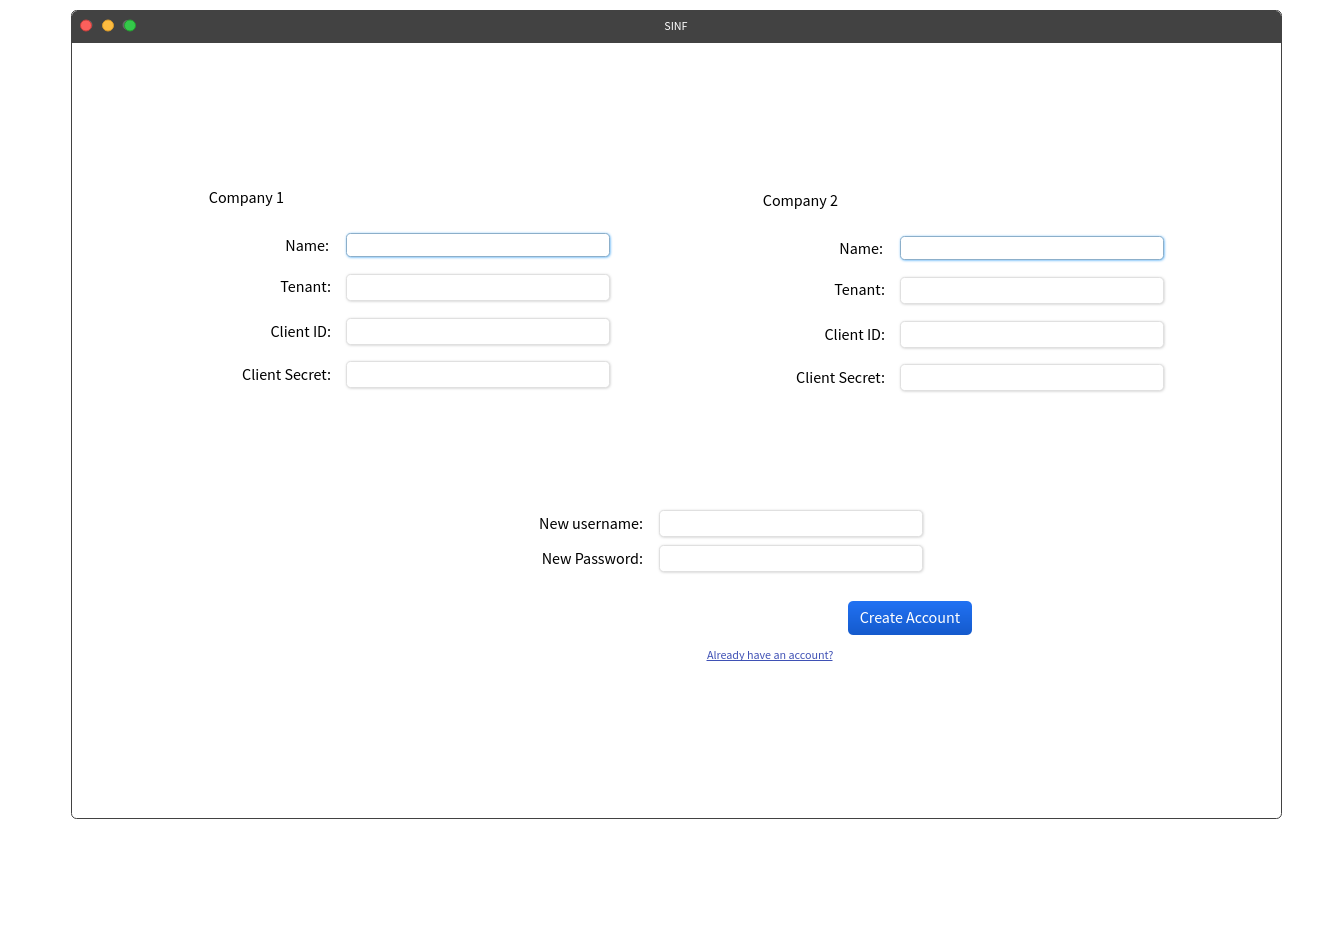 SINF
Company 1
Name:
Tenant:
Client ID:
Client Secret:
Company 2
Name:
Tenant:
Client ID:
Client Secret:
New username:
New Password:
Create Account
Already have an account?